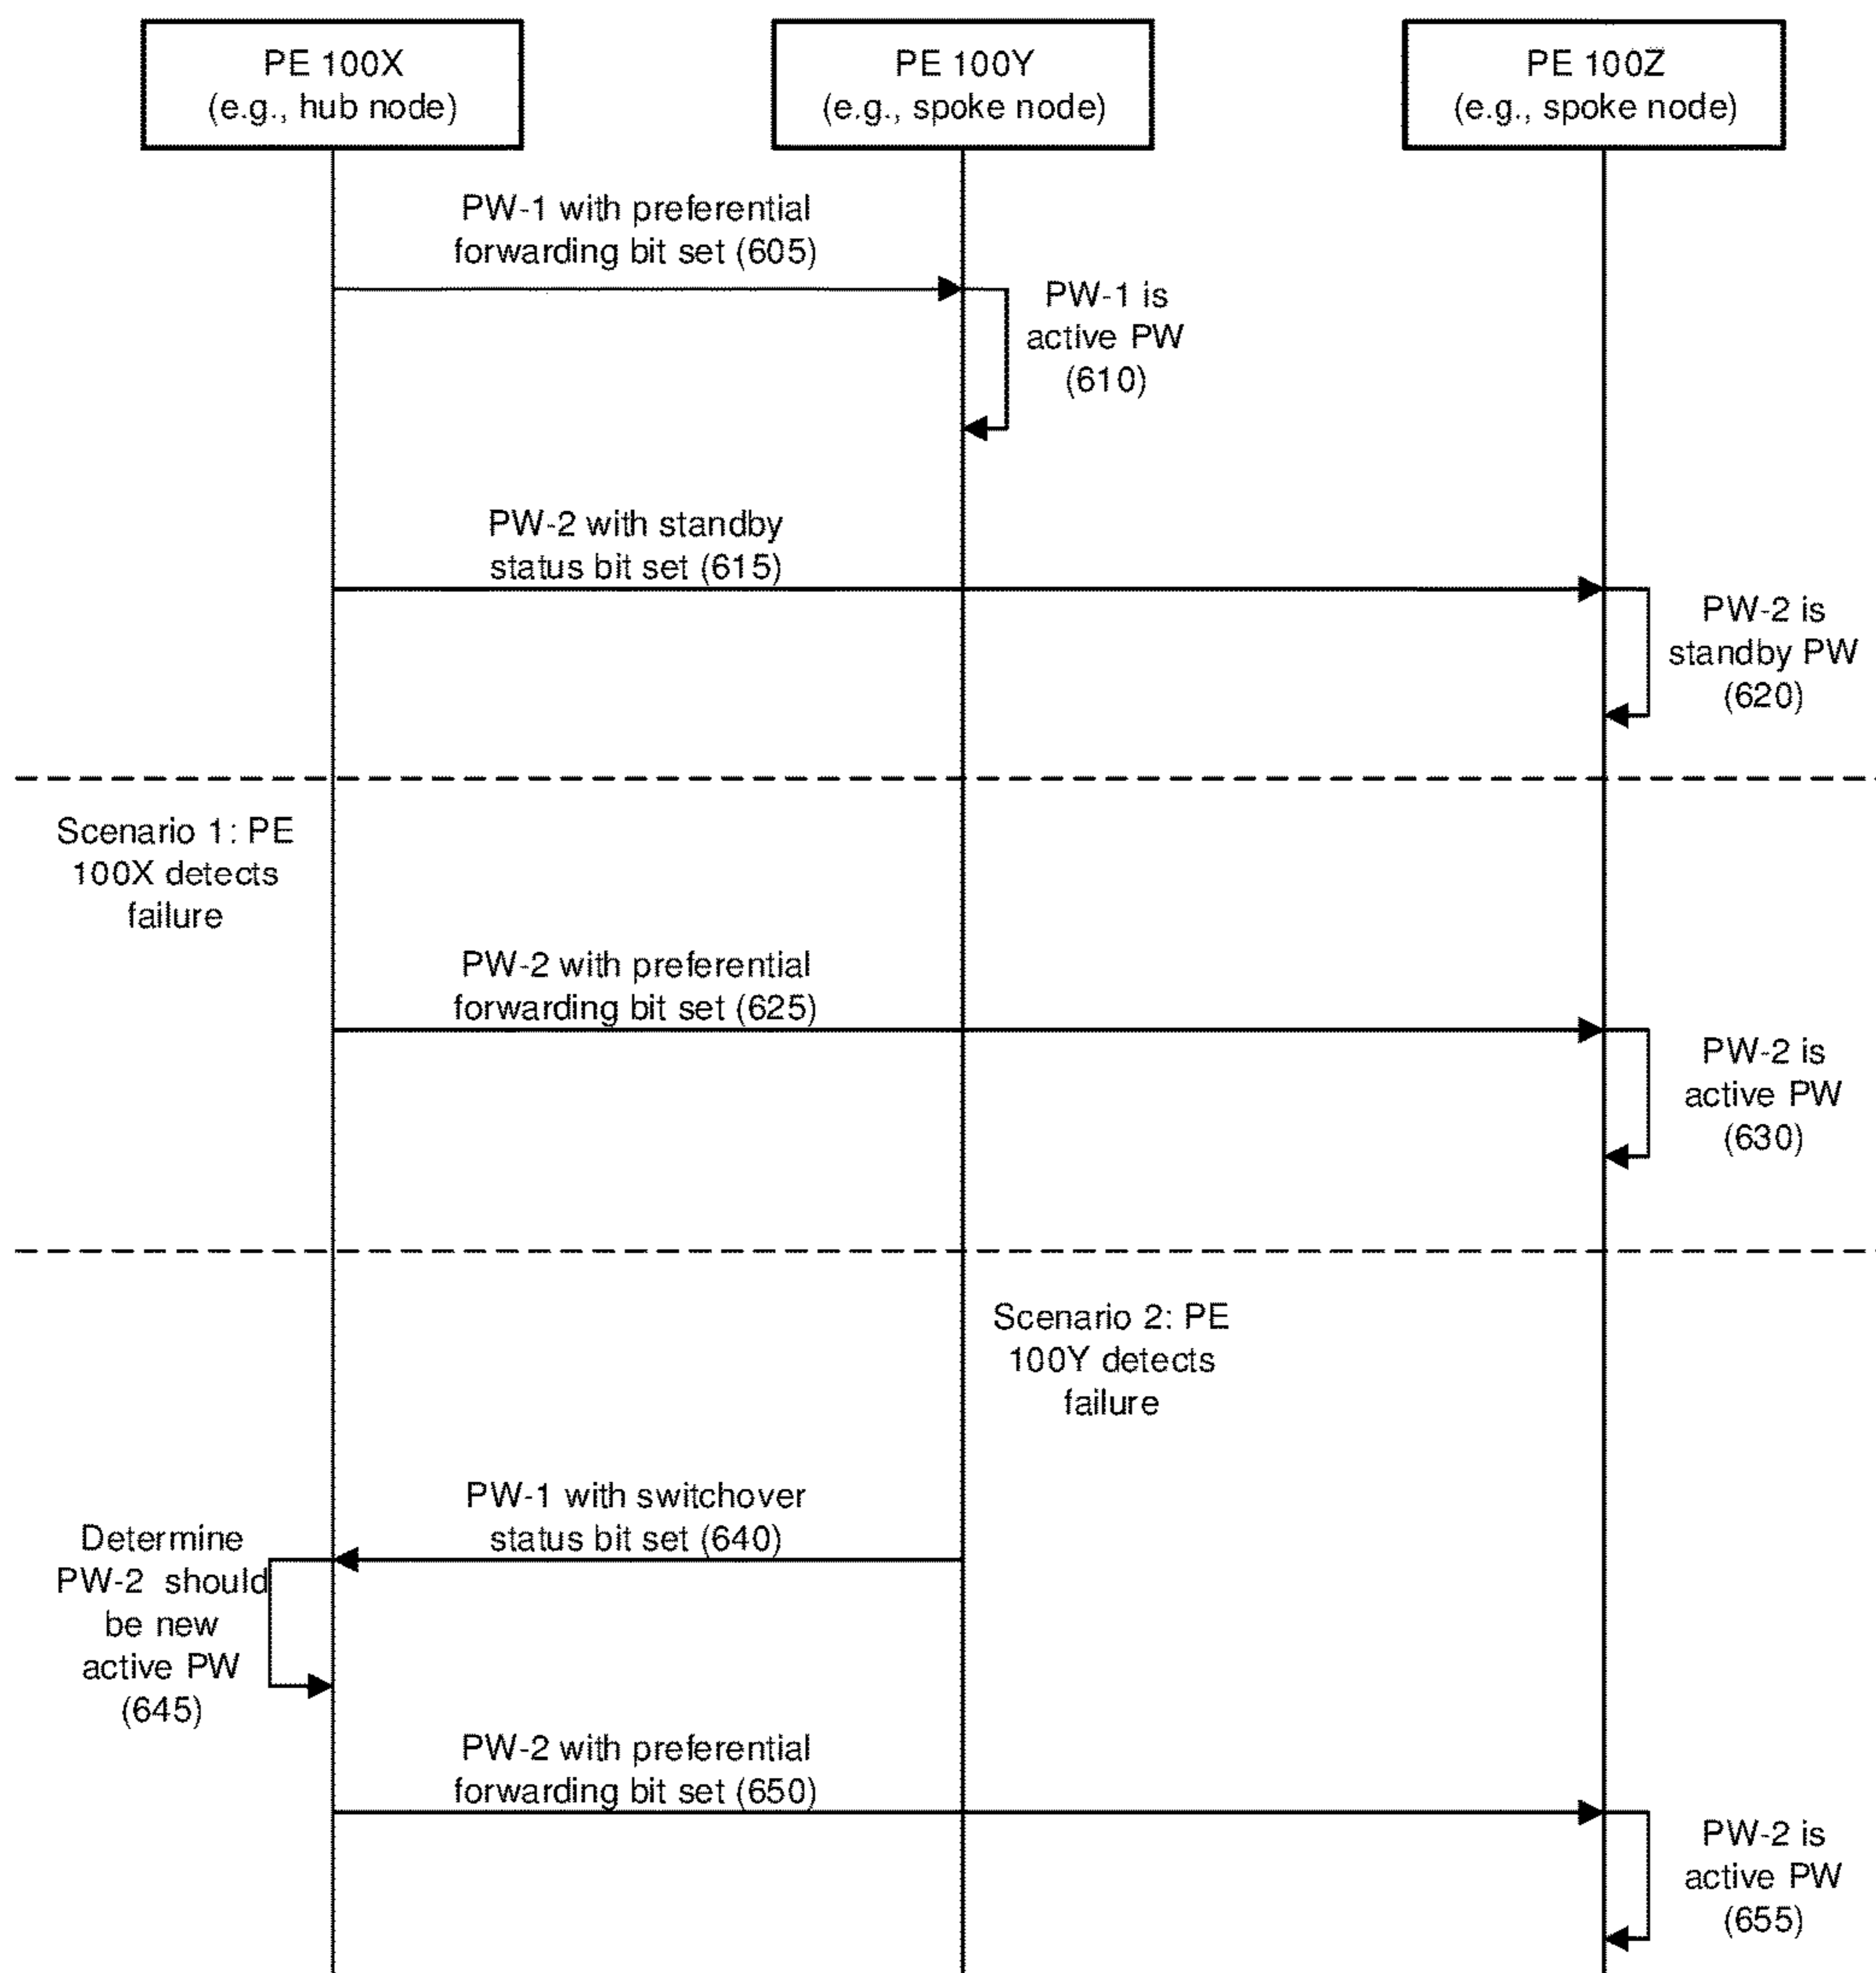 PE 100X
(e.g., hub node)
PE 100Y
(e.g., spoke node)
PE 100Z
(e.g., spoke node)
PW-1 with preferential
forwarding bit set (605)
PW-1 is
active PW
(610)
PW-2 with standby
status bit set (615)
PW-2 is
standby PW
(620)
Scenario 1: PE
100X detects
failure
PW-2 with preferential
forwarding bit set (625)
PW-2 is
active PW
(630)
Scenario 2: PE
100Y detects
failure
PW-1 with switchover
status bit set (640)
Determine
PW-2 should
be new
active PW
(645)
PW-2 with preferential
forwarding bit set (650)
PW-2 is
active PW
(655)